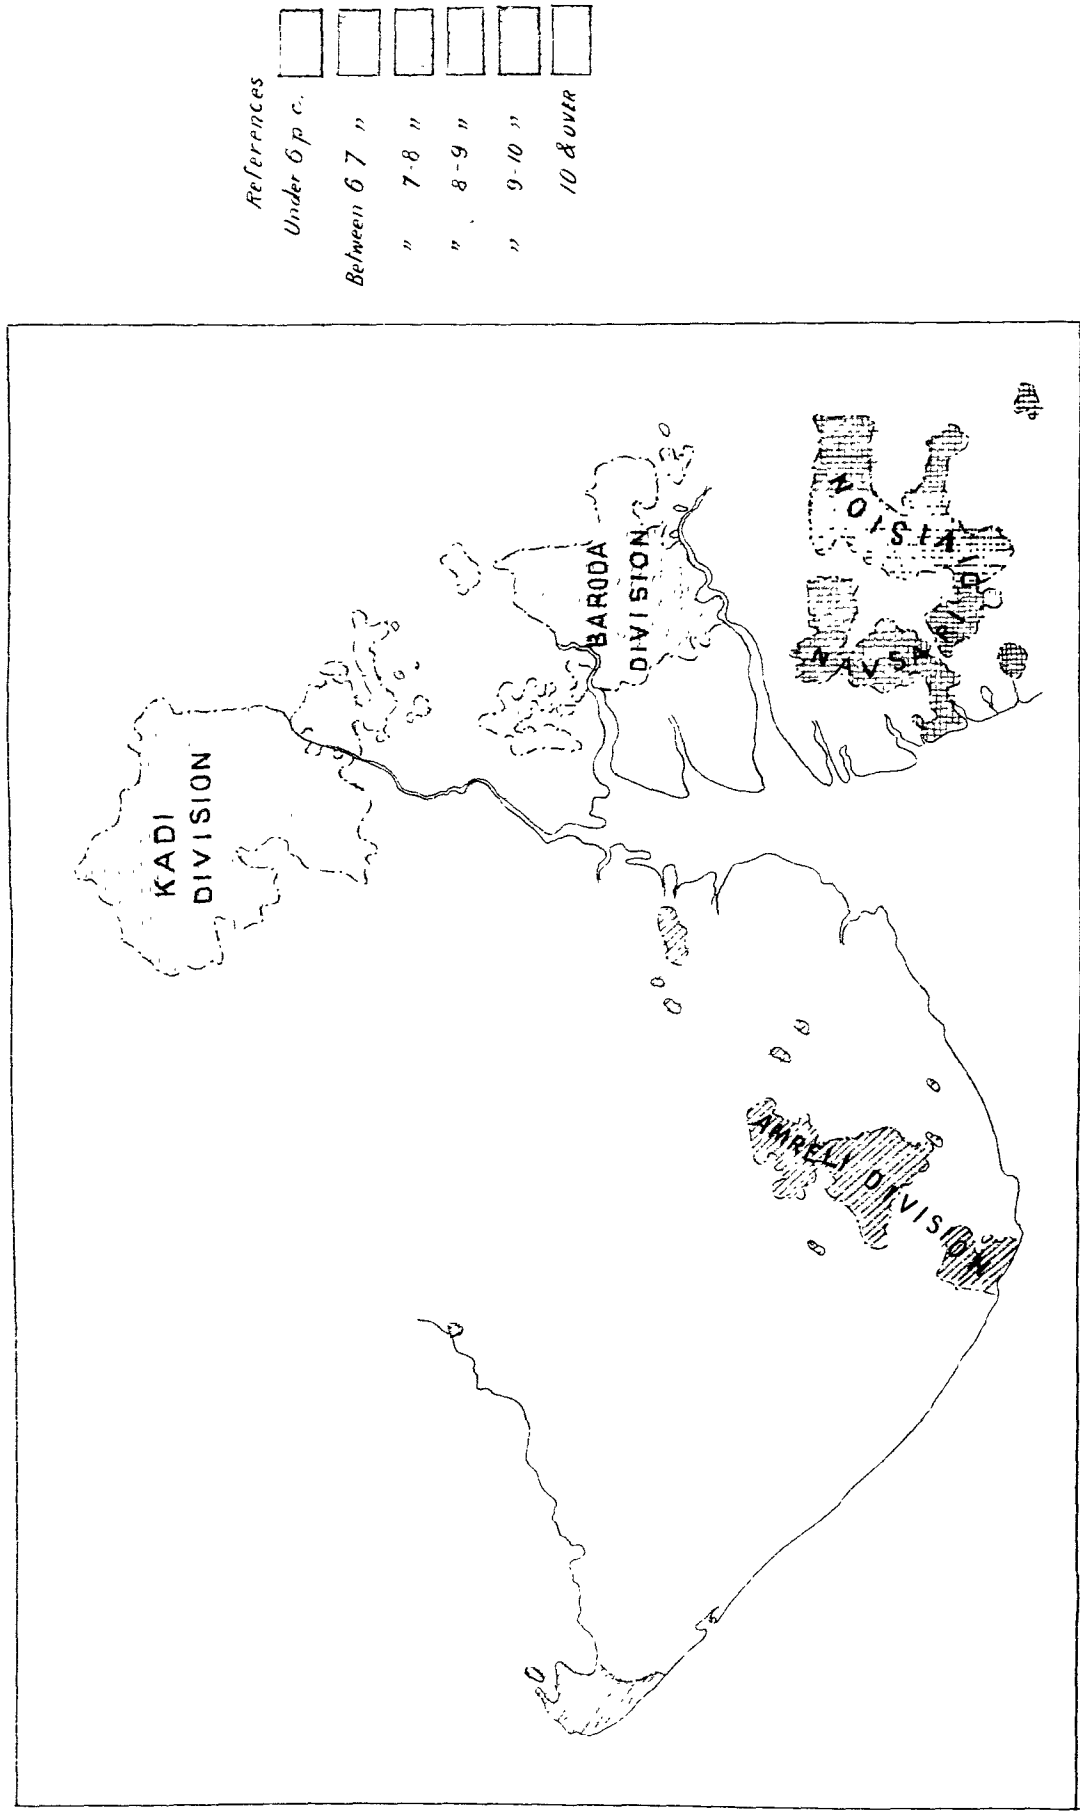 References
Under 6 p c.
Between 6 7 "
" 7-8 "
" 8-9 "
" 9-10 "
10 & OVER
KADI
DIVISION
BARODA
DIVISION
NAVSARI DIVISION
AMRELI DIVISION